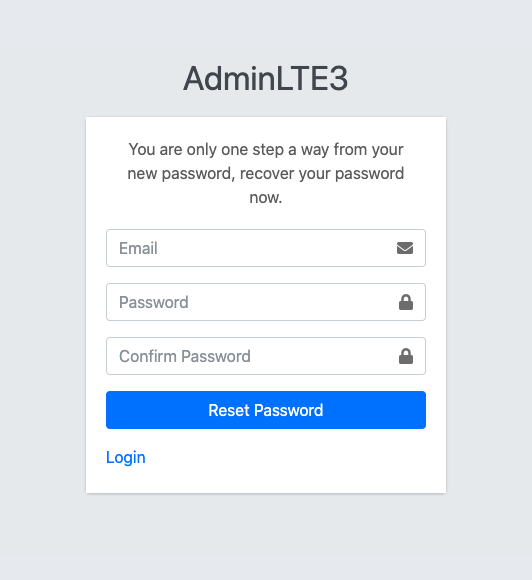 AdminLTE3
You are only one step a way from your
new password, recover your password
now.
Email
Password
Confirm Password
Reset Password
Login